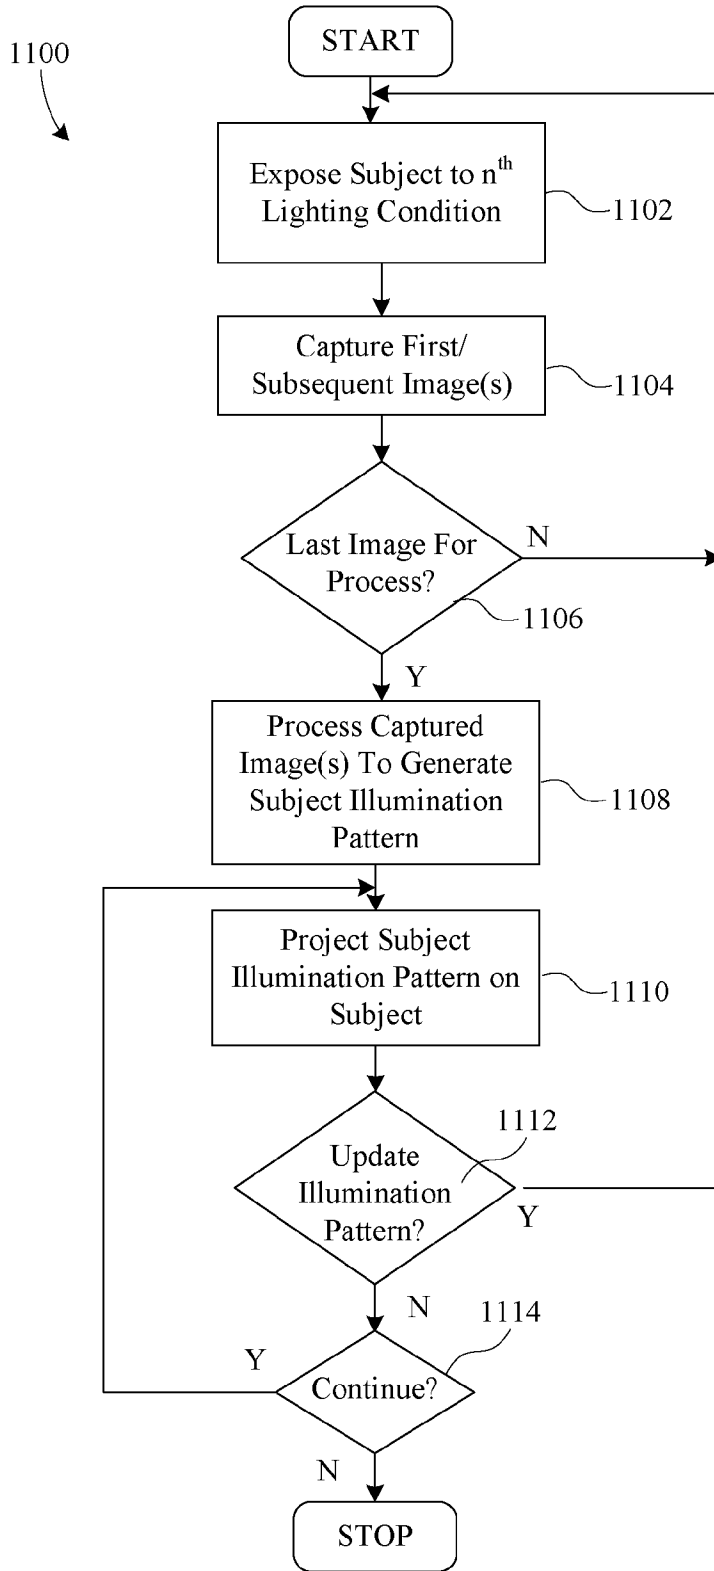 START
1100
Expose Subject to nth
Lighting Condition
1102
Capture First/
Subsequent Image(s)
1104
Last Image For
Process?
N
1106
Y
Process Captured
Image(s) To Generate
Subject Illumination
Pattern
1108
Project Subject
Illumination Pattern on
Subject
1110
1112
Update
Illumination
Pattern?
Y
N
1114
Y
Continue?
N
STOP